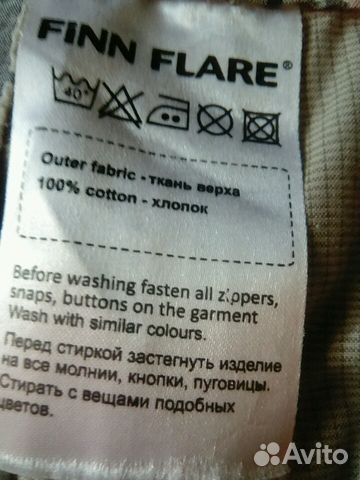 FINN FLARE®
40°
Outer fabric - ткань верха
100% cotton - хлопок
Before washing fasten all zippers,
snaps, buttons on the garment
Wash with similar colours.
Перед стиркой застегнуть изделие
на все молнии, кнопки, пуговицы.
Стирать с вещами подобных
цветов.
Avito